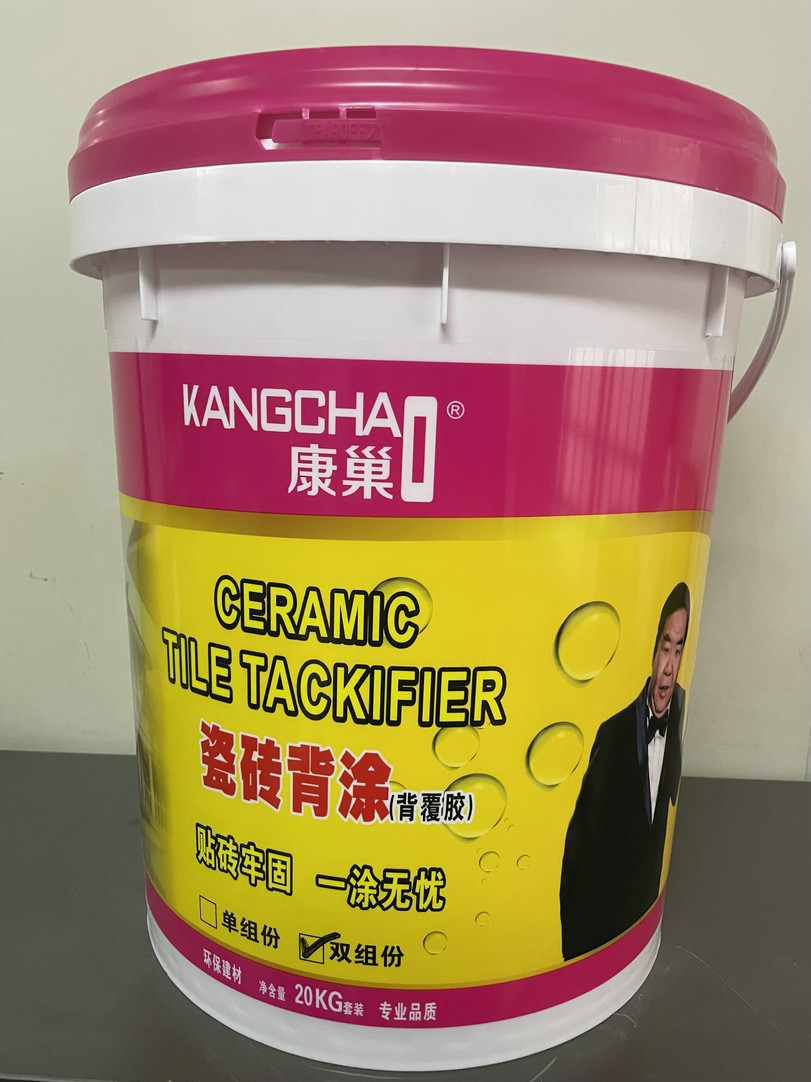 KANGCHAO®
康巢
CERAMIC
TILE TACKIFIER
瓷砖背涂(背覆胶)
贴砖牢固 一涂无忧
单组份 双组份
环保建材 净含量 20KG套装 专业品质